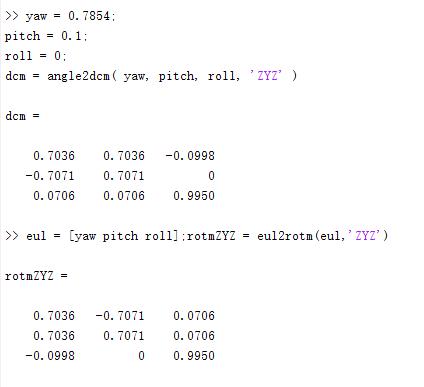 >> yaw = 0.7854;
pitch = 0.1;
roll = 0;
dcm = angle2dcm( yaw, pitch, roll, 'ZYZ' )
dcm =
0.7036 0.7036 -0.0998
-0.7071 0.7071 0
0.0706 0.0706 0.9950
>> eul = [yaw pitch roll];rotmZYZ = eul2rotm(eul,'ZYZ')
rotmZYZ =
0.7036 -0.7071 0.0706
0.7036 0.7071 0.0706
-0.0998 0 0.9950